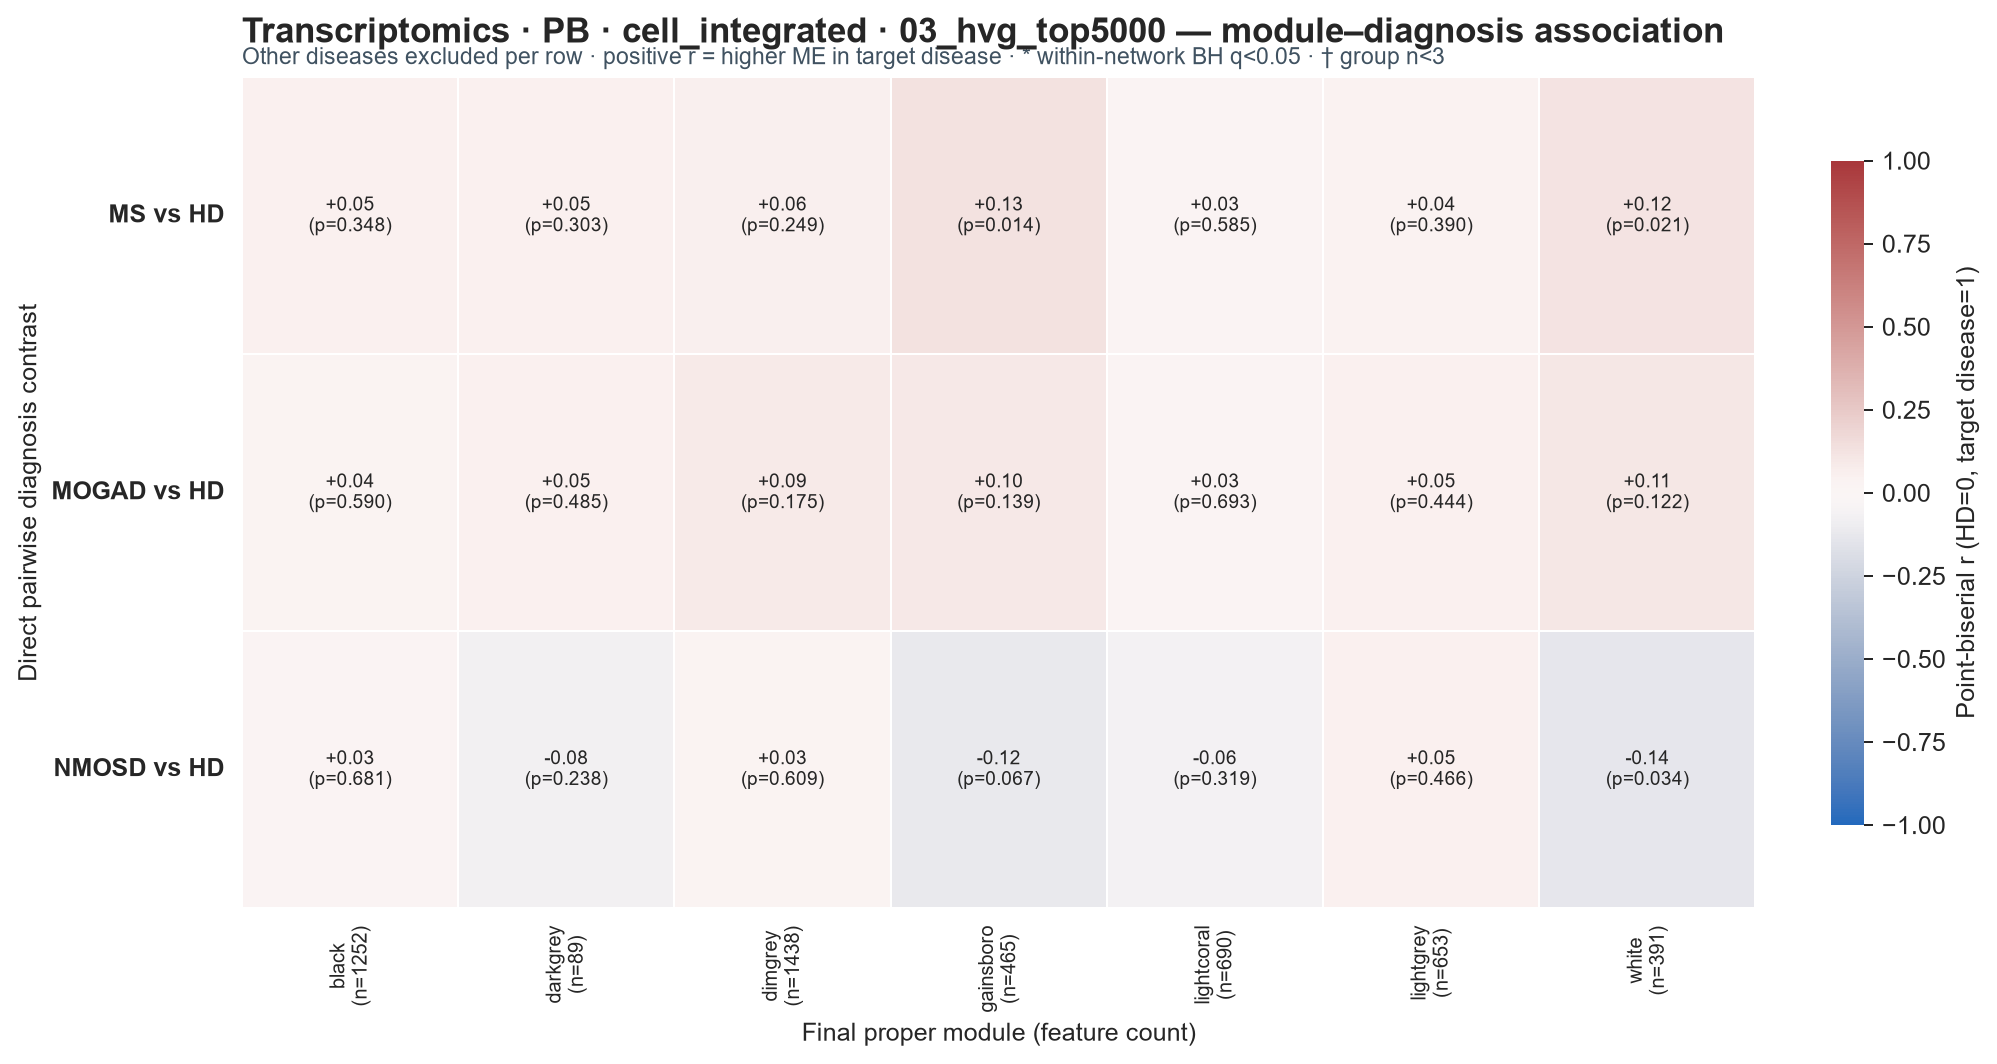 Transcriptomics · PB · cell_integrated · 03_hvg_top5000 — module–diagnosis association
Other diseases excluded per row · positive r = higher ME in target disease · * within-network BH q<0.05 · † group n<3
Direct pairwise diagnosis contrast
MS vs HD
+0.05
(p=0.348)
+0.05
(p=0.303)
+0.06
(p=0.249)
+0.13
(p=0.014)
+0.03
(p=0.585)
+0.04
(p=0.390)
+0.12
(p=0.021)
MOGAD vs HD
+0.04
(p=0.590)
+0.05
(p=0.485)
+0.09
(p=0.175)
+0.10
(p=0.139)
+0.03
(p=0.693)
+0.05
(p=0.444)
+0.11
(p=0.122)
NMOSD vs HD
+0.03
(p=0.681)
-0.08
(p=0.238)
+0.03
(p=0.609)
-0.12
(p=0.067)
-0.06
(p=0.319)
+0.05
(p=0.466)
-0.14
(p=0.034)
black
(n=1252)
darkgrey
(n=89)
dimgrey
(n=1438)
gainsboro
(n=465)
lightcoral
(n=690)
lightgrey
(n=653)
white
(n=391)
Final proper module (feature count)
1.00
0.75
0.50
0.25
0.00
−0.25
−0.50
−0.75
−1.00
Point-biserial r (HD=0, target disease=1)